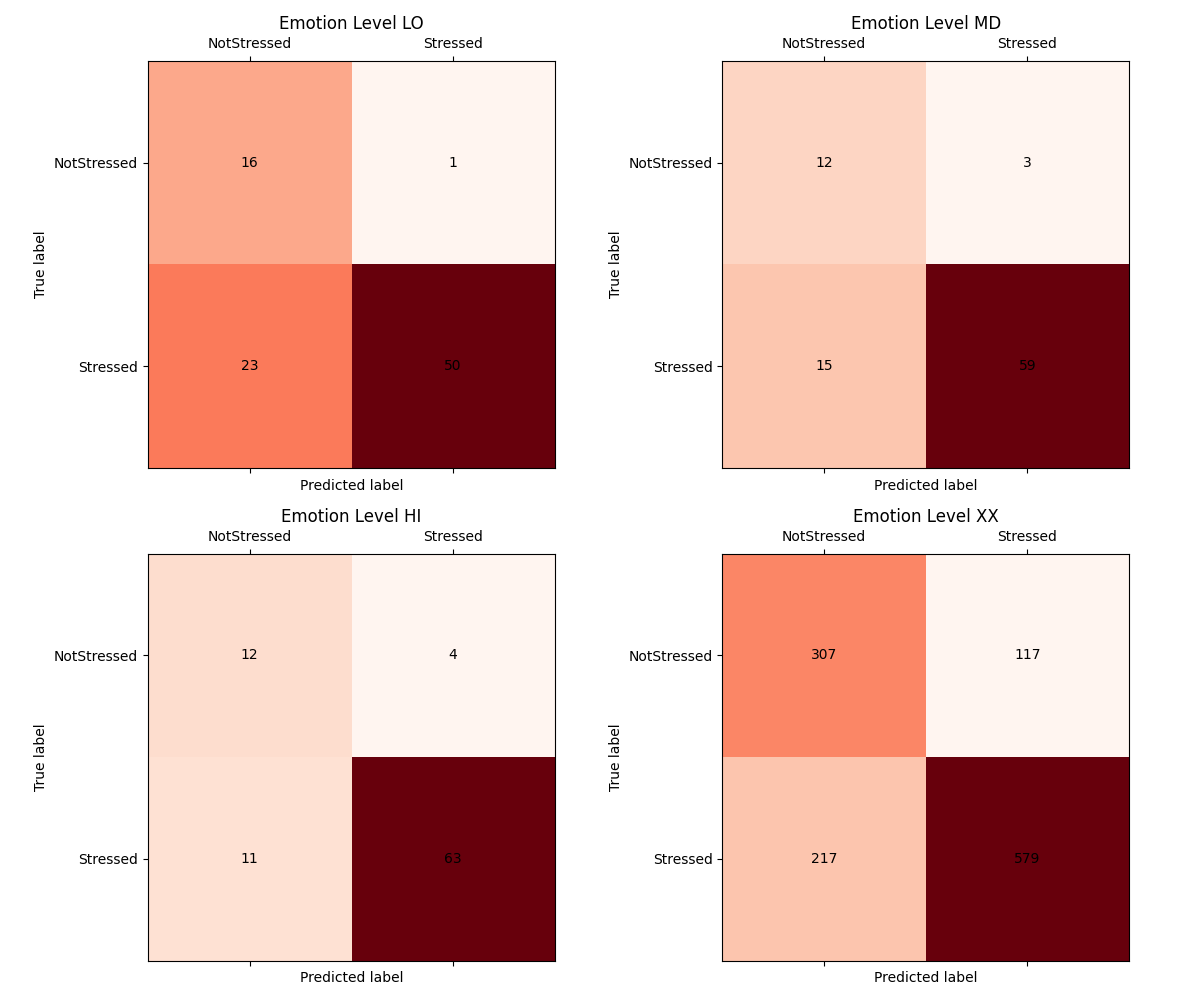 Emotion Level LO
NotStressed Stressed
NotStressed 16 1
True label
Stressed 23 50
Predicted label
Emotion Level MD
NotStressed Stressed
NotStressed 12 3
True label
Stressed 15 59
Predicted label
Emotion Level HI
NotStressed Stressed
NotStressed 12 4
True label
Stressed 11 63
Predicted label
Emotion Level XX
NotStressed Stressed
NotStressed 307 117
True label
Stressed 217 579
Predicted label